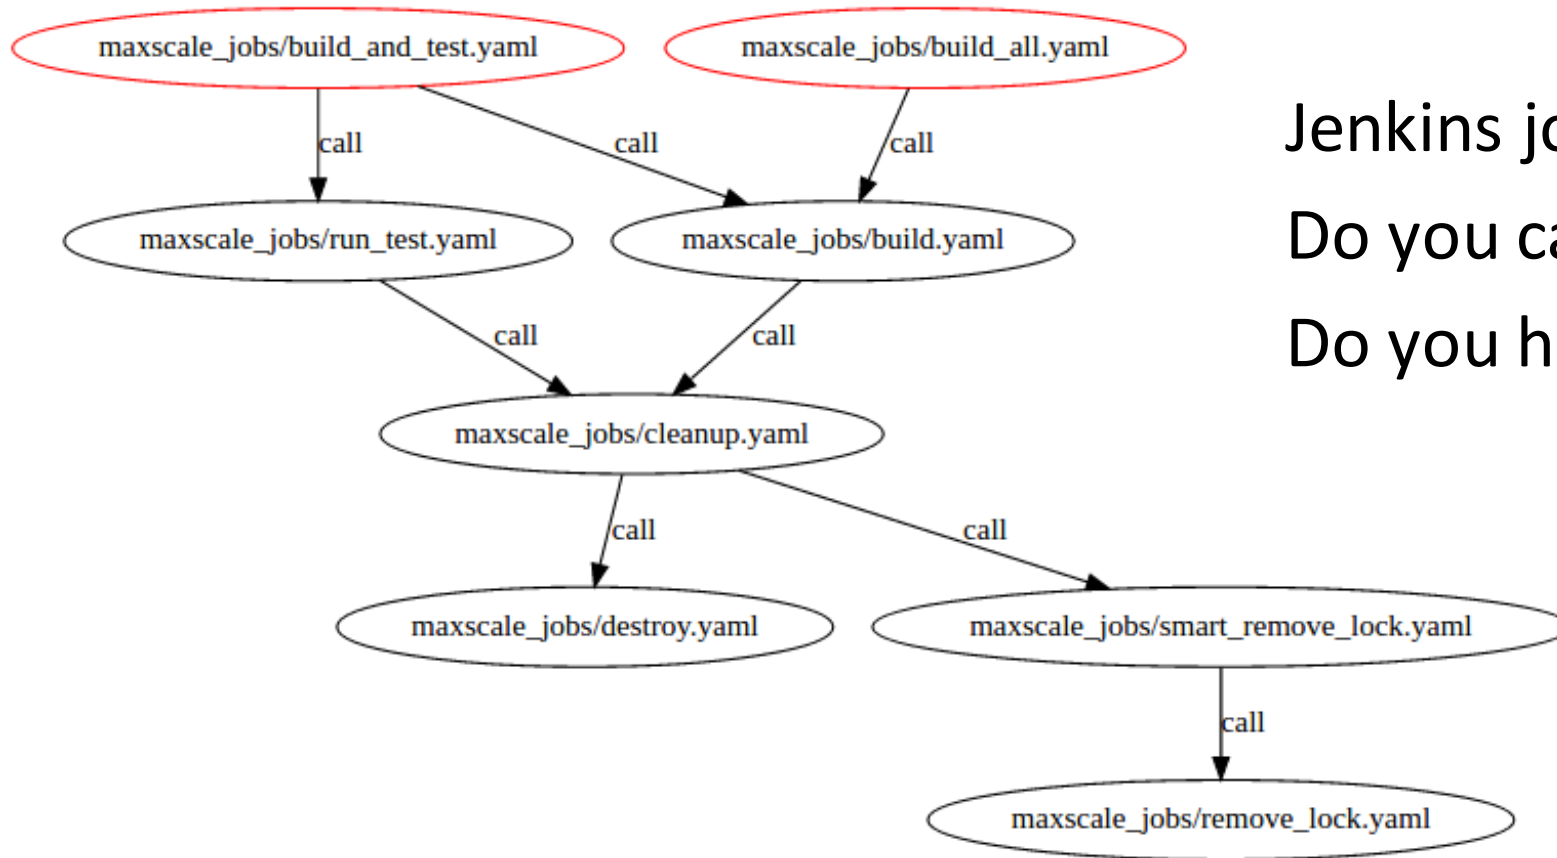 maxscale_jobs/build_and_test.yaml
maxscale_jobs/build_all.yaml
call
call
call
maxscale_jobs/run_test.yaml
maxscale_jobs/build.yaml
call
call
maxscale_jobs/cleanup.yaml
call
call
maxscale_jobs/destroy.yaml
maxscale_jobs/smart_remove_lock.yaml
call
maxscale_jobs/remove_lock.yaml
Jenkins
Do you
Do you